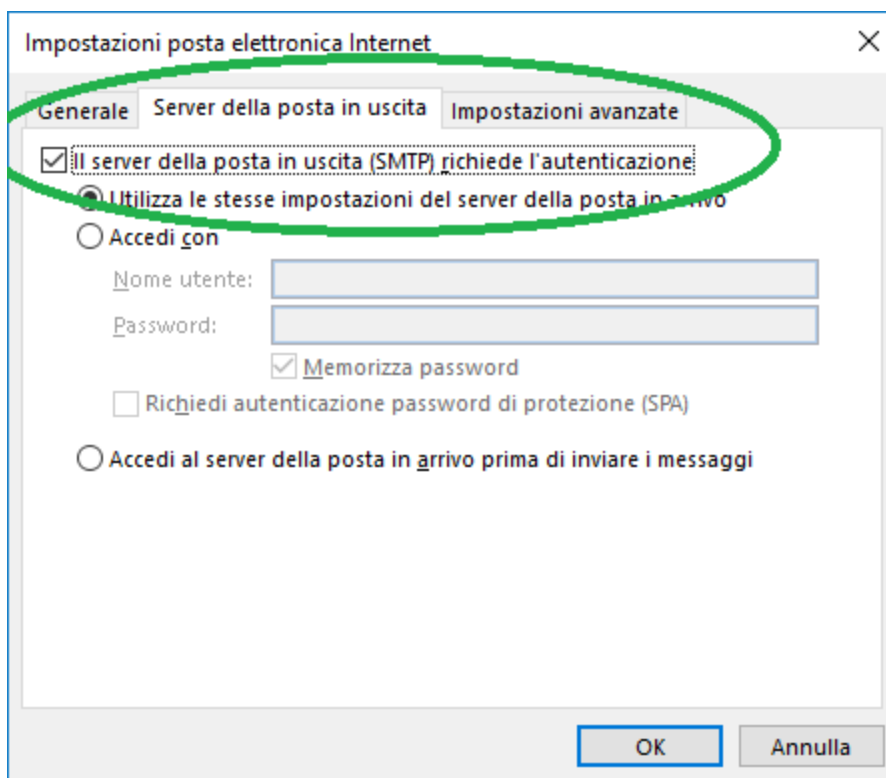 Impostazioni posta elettronica Internet
Generale Server della posta in uscita Impostazioni avanzate
Il server della posta in uscita (SMTP) richiede l'autenticazione
Utilizza le stesse impostazioni del server della posta in arrivo
Accedi con
Nome utente:
Password:
Memorizza password
Richiedi autenticazione password di protezione (SPA)
Accedi al server della posta in arrivo prima di inviare i messaggi
OK Annulla